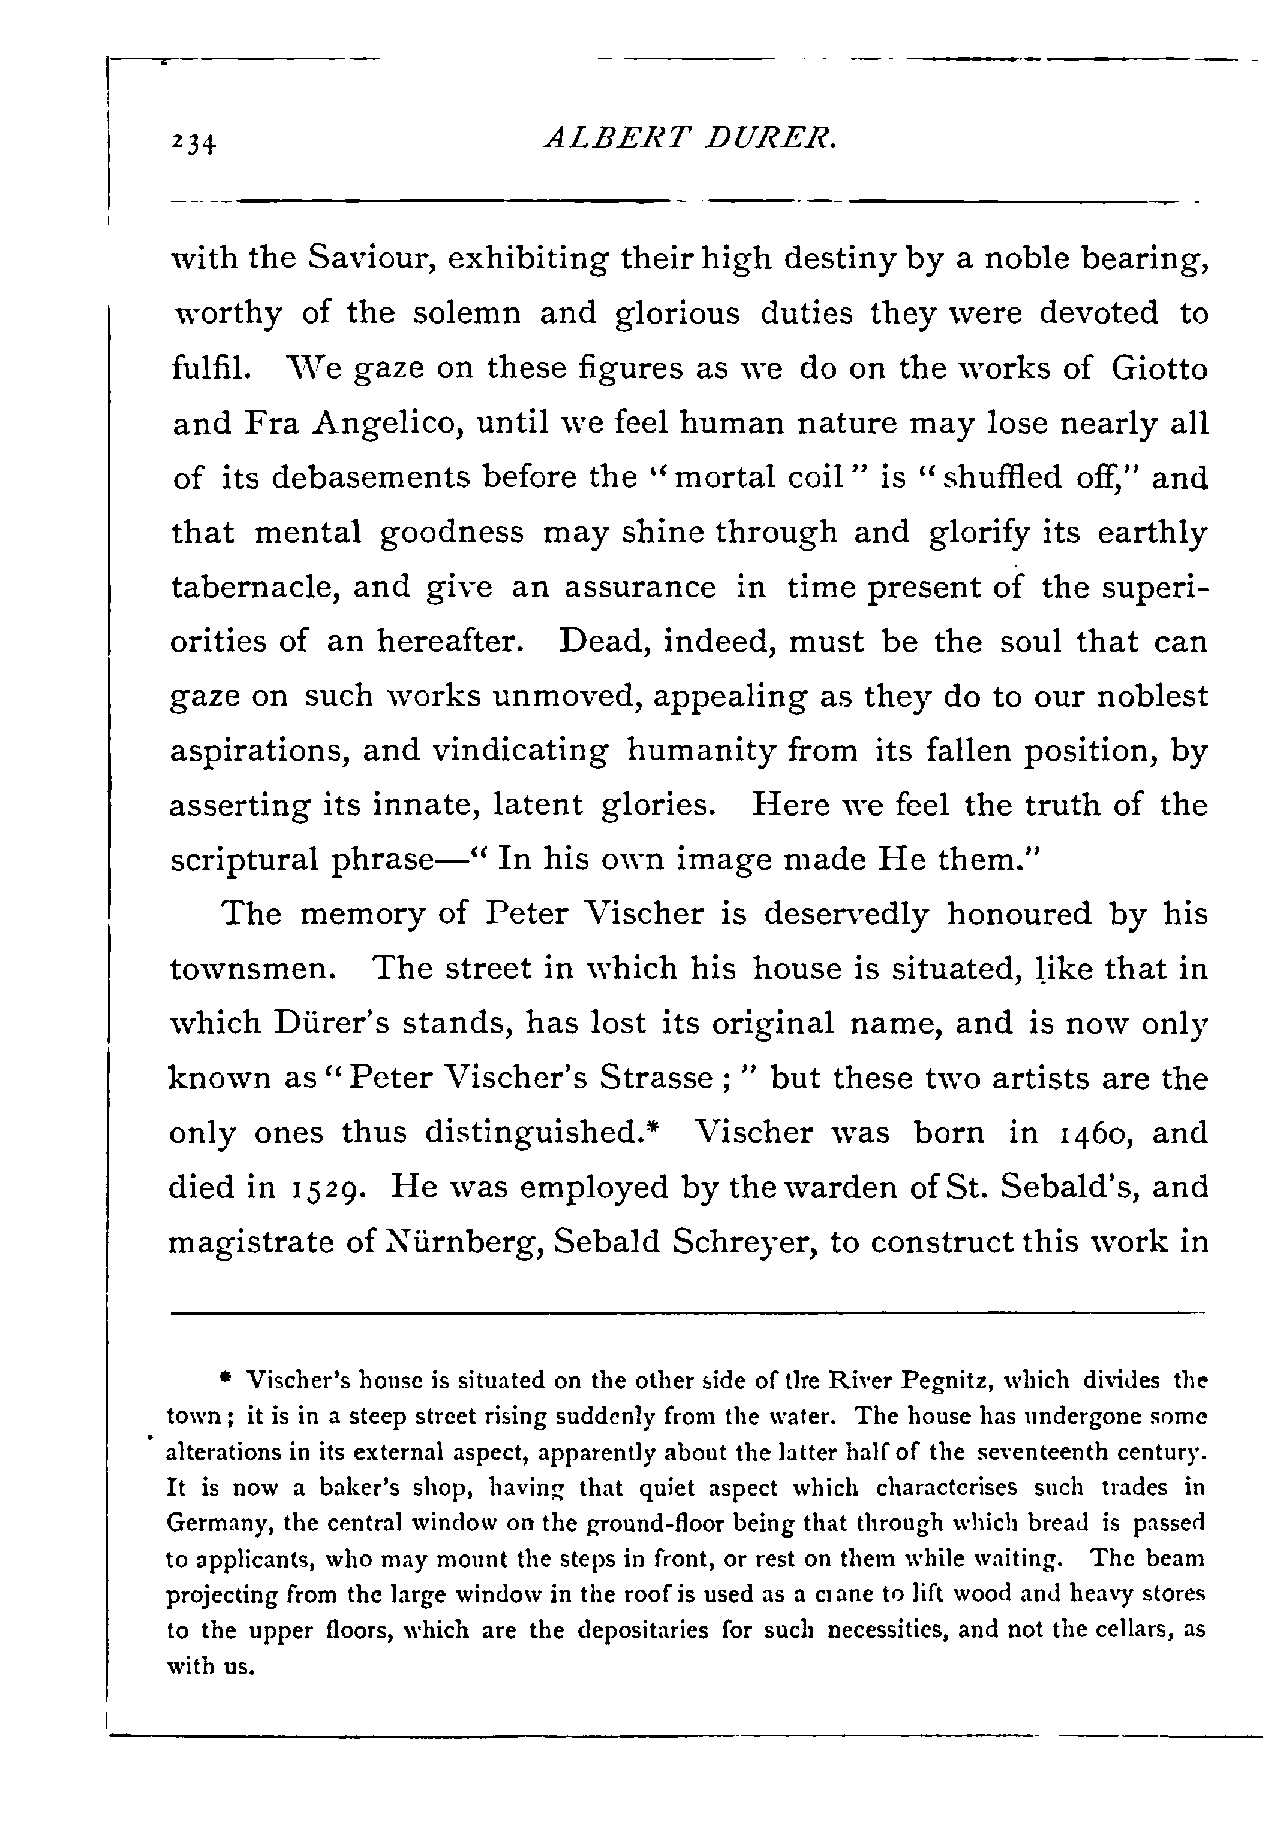 234 ALBERT DURER.
with the Saviour, exhibiting their high destiny by a noble bearing,
worthy of the solemn and glorious duties they were devoted to
fulfil. We gaze on these figures as we do on the works of Giotto
and Fra Angelico, until we feel human nature may lose nearly all
of its debasements before the “mortal coil” is “shuffled off,” and
that mental goodness may shine through and glorify its earthly
tabernacle, and give an assurance in time present of the superi-
orities of an hereafter. Dead, indeed, must be the soul that can
gaze on such works unmoved, appealing as they do to our noblest
aspirations, and vindicating humanity from its fallen position, by
asserting its innate, latent glories. Here we feel the truth of the
scriptural phrase—“In his own image made He them.”
The memory of Peter Vischer is deservedly honoured by his
townsmen. The street in which his house is situated, like that in
which Dürer’s stands, has lost its original name, and is now only
known as “Peter Vischer’s Strasse;” but these two artists are the
only ones thus distinguished.* Vischer was born in 1460, and
died in 1529. He was employed by the warden of St. Sebald’s, and
magistrate of Nürnberg, Sebald Schreyer, to construct this work in
* Vischer’s house is situated on the other side of the River Pegnitz, which divides the
town; it is in a steep street rising suddenly from the water. The house has undergone some
alterations in its external aspect, apparently about the latter half of the seventeenth century.
It is now a baker’s shop, having that quiet aspect which characterises such trades in
Germany, the central window on the ground-floor being that through which bread is passed
to applicants, who may mount the steps in front, or rest on them while waiting. The beam
projecting from the large window in the roof is used as a crane to lift wood and heavy stores
to the upper floors, which are the depositaries for such necessities, and not the cellars, as
with us.